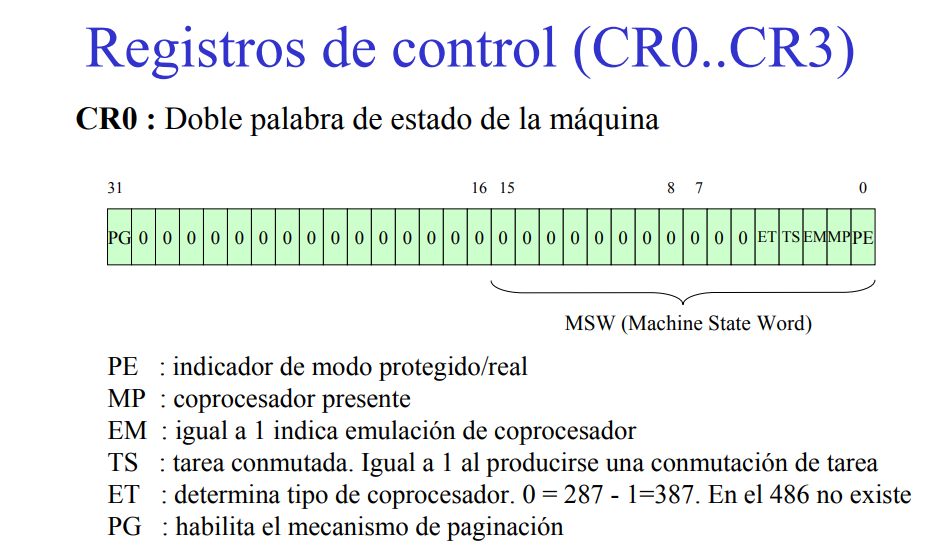 Registros de control (CR0..CR3)
CR0 : Doble palabra de estado de la máquina
31 16 15 8 7 0
PG 0 0 0 0 0 0 0 0 0 0 0 0 0 0 0 0 0 0 0 0 0 0 0 0 0 0 ET TS EM MP PE
MSW (Machine State Word)
PE : indicador de modo protegido/real
MP : coprocesador presente
EM : igual a 1 indica emulación de coprocesador
TS : tarea conmutada. Igual a 1 al producirse una conmutación de tarea
ET : determina tipo de coprocesador. 0 = 287 - 1=387. En el 486 no existe
PG : habilita el mecanismo de paginación